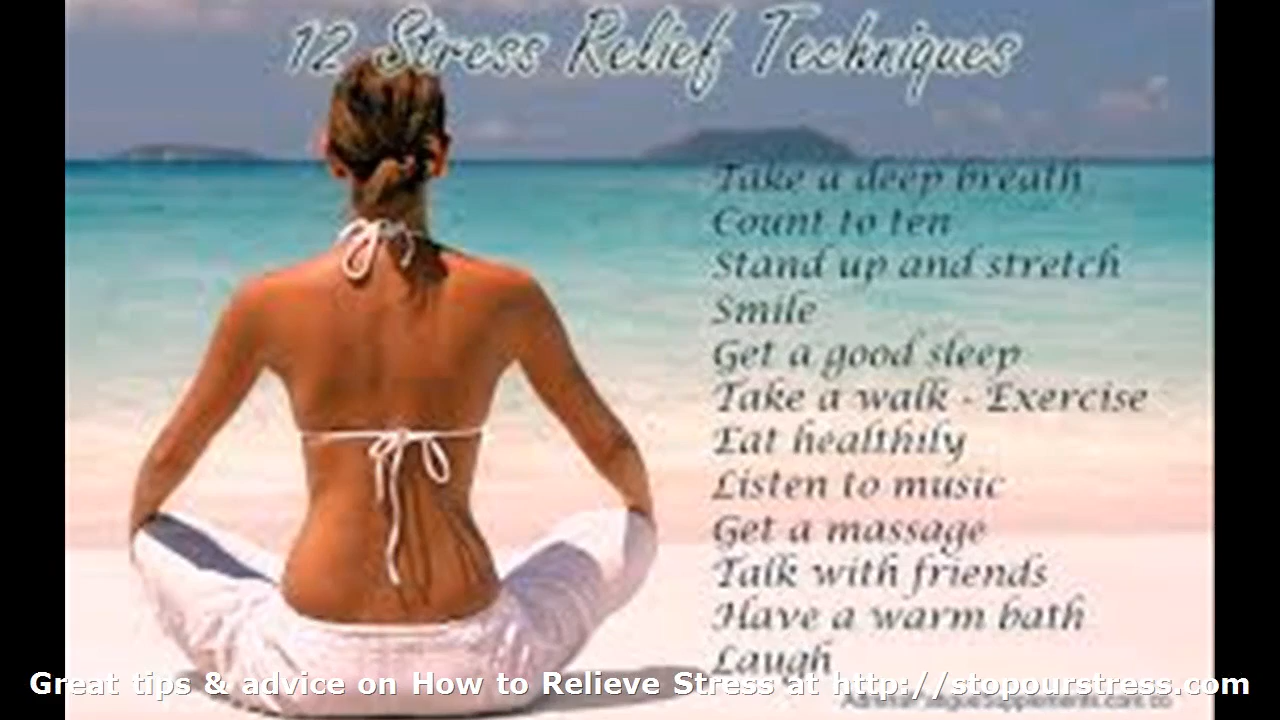 12 Stress Relief Techniques
Take a deep breath
Count to ten
Stand up and stretch
Smile
Get a good sleep
Take a walk - Exercise
Eat healthily
Listen to music
Get a massage
Talk with friends
Have a warm bath
Laugh
Great tips & advice on How to Relieve Stress at http://stopourstress.com